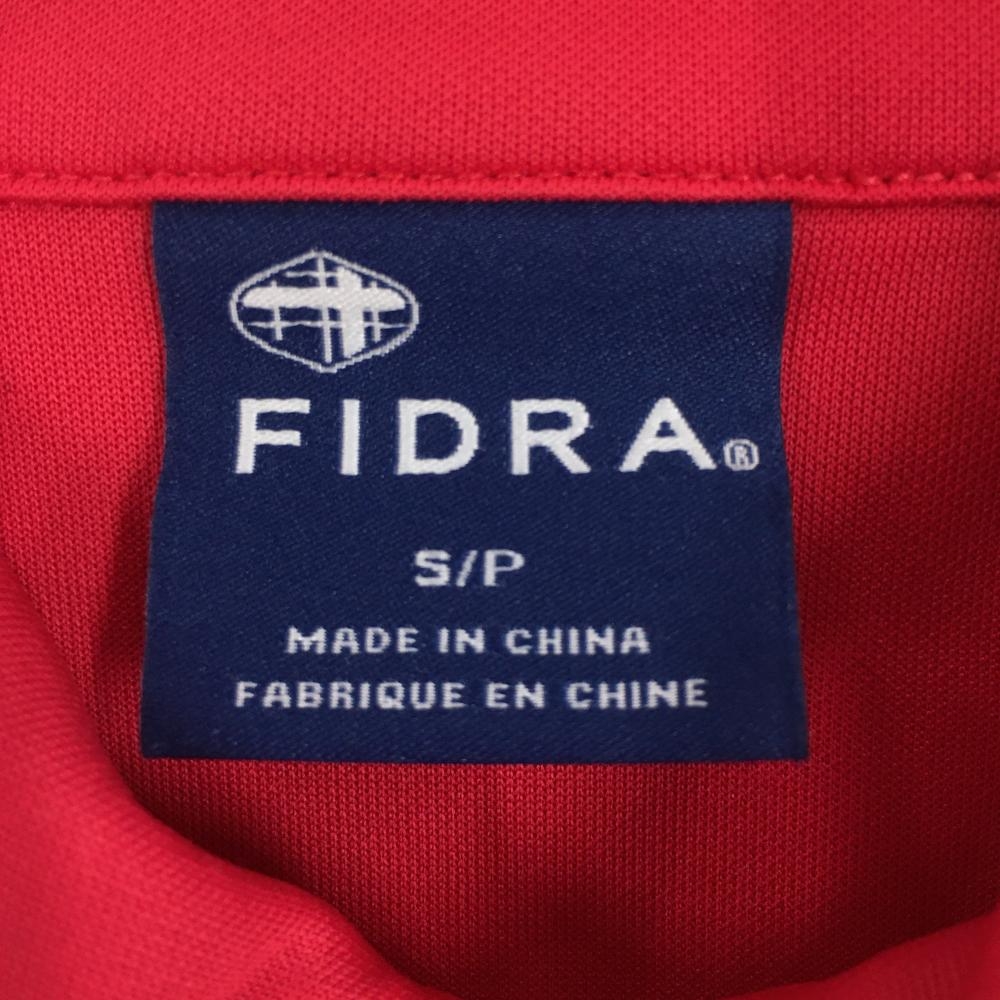 FIDRA®
S/P
MADE IN CHINA
FABRIQUE EN CHINE